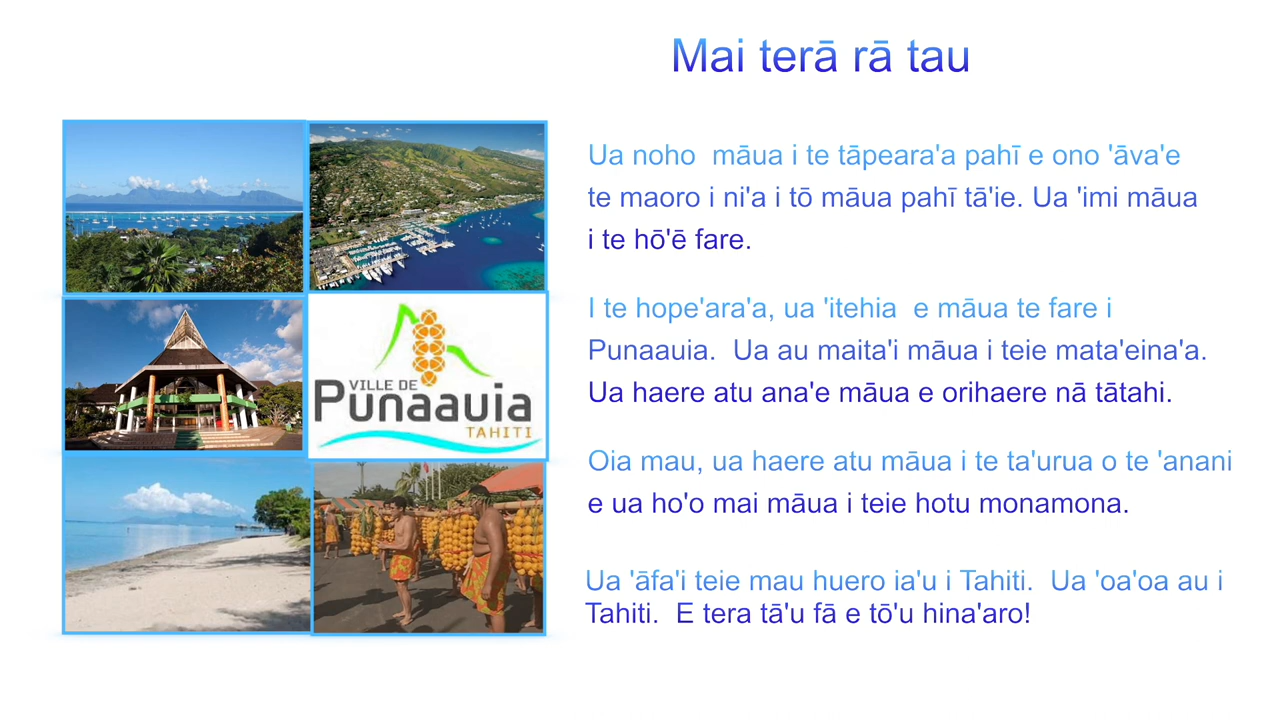 Mai terā rā tau
Ua noho  māua i te tāpeara'a pahī e ono 'āva'e
te maoro i ni'a i tō māua pahī tā'ie. Ua 'imi māua
i te hō'ē fare.
I te hope'ara'a, ua 'itehia  e māua te fare i
Punaauia.  Ua au maita'i māua i teie mata'eina'a.
Ua haere atu ana'e māua e orihaere nā tātahi.
VILLE DE
Punaauia
TAHITI
Oia mau, ua haere atu māua i te ta'urua o te 'anani
e ua ho'o mai māua i teie hotu monamona.
Ua 'āfa'i teie mau huero ia'u i Tahiti.  Ua 'oa'oa au i
Tahiti.  E tera tā'u fā e tō'u hina'aro!